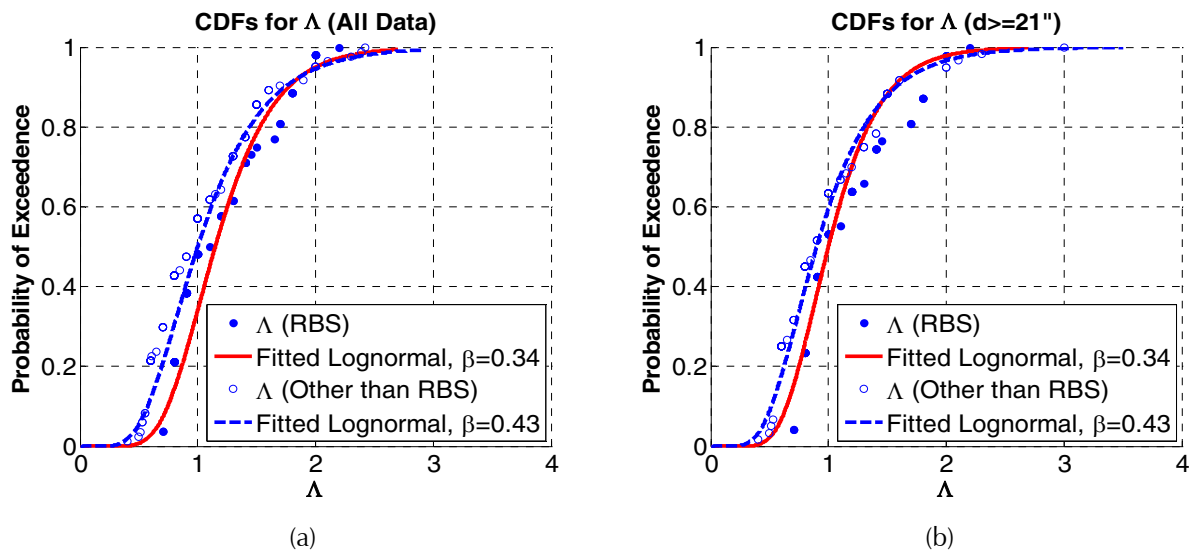 CDFs for Λ (All Data)
Probability of Exceedence
1
0.8
0.6
0.4
0.2
0
0 1 2 3 4
Λ
Λ (RBS)
Fitted Lognormal, β=0.34
Λ (Other than RBS)
Fitted Lognormal, β=0.43
(a)
CDFs for Λ (d>=21")
Probability of Exceedence
1
0.8
0.6
0.4
0.2
0
0 1 2 3 4
Λ
Λ (RBS)
Fitted Lognormal, β=0.34
Λ (Other than RBS)
Fitted Lognormal, β=0.43
(b)